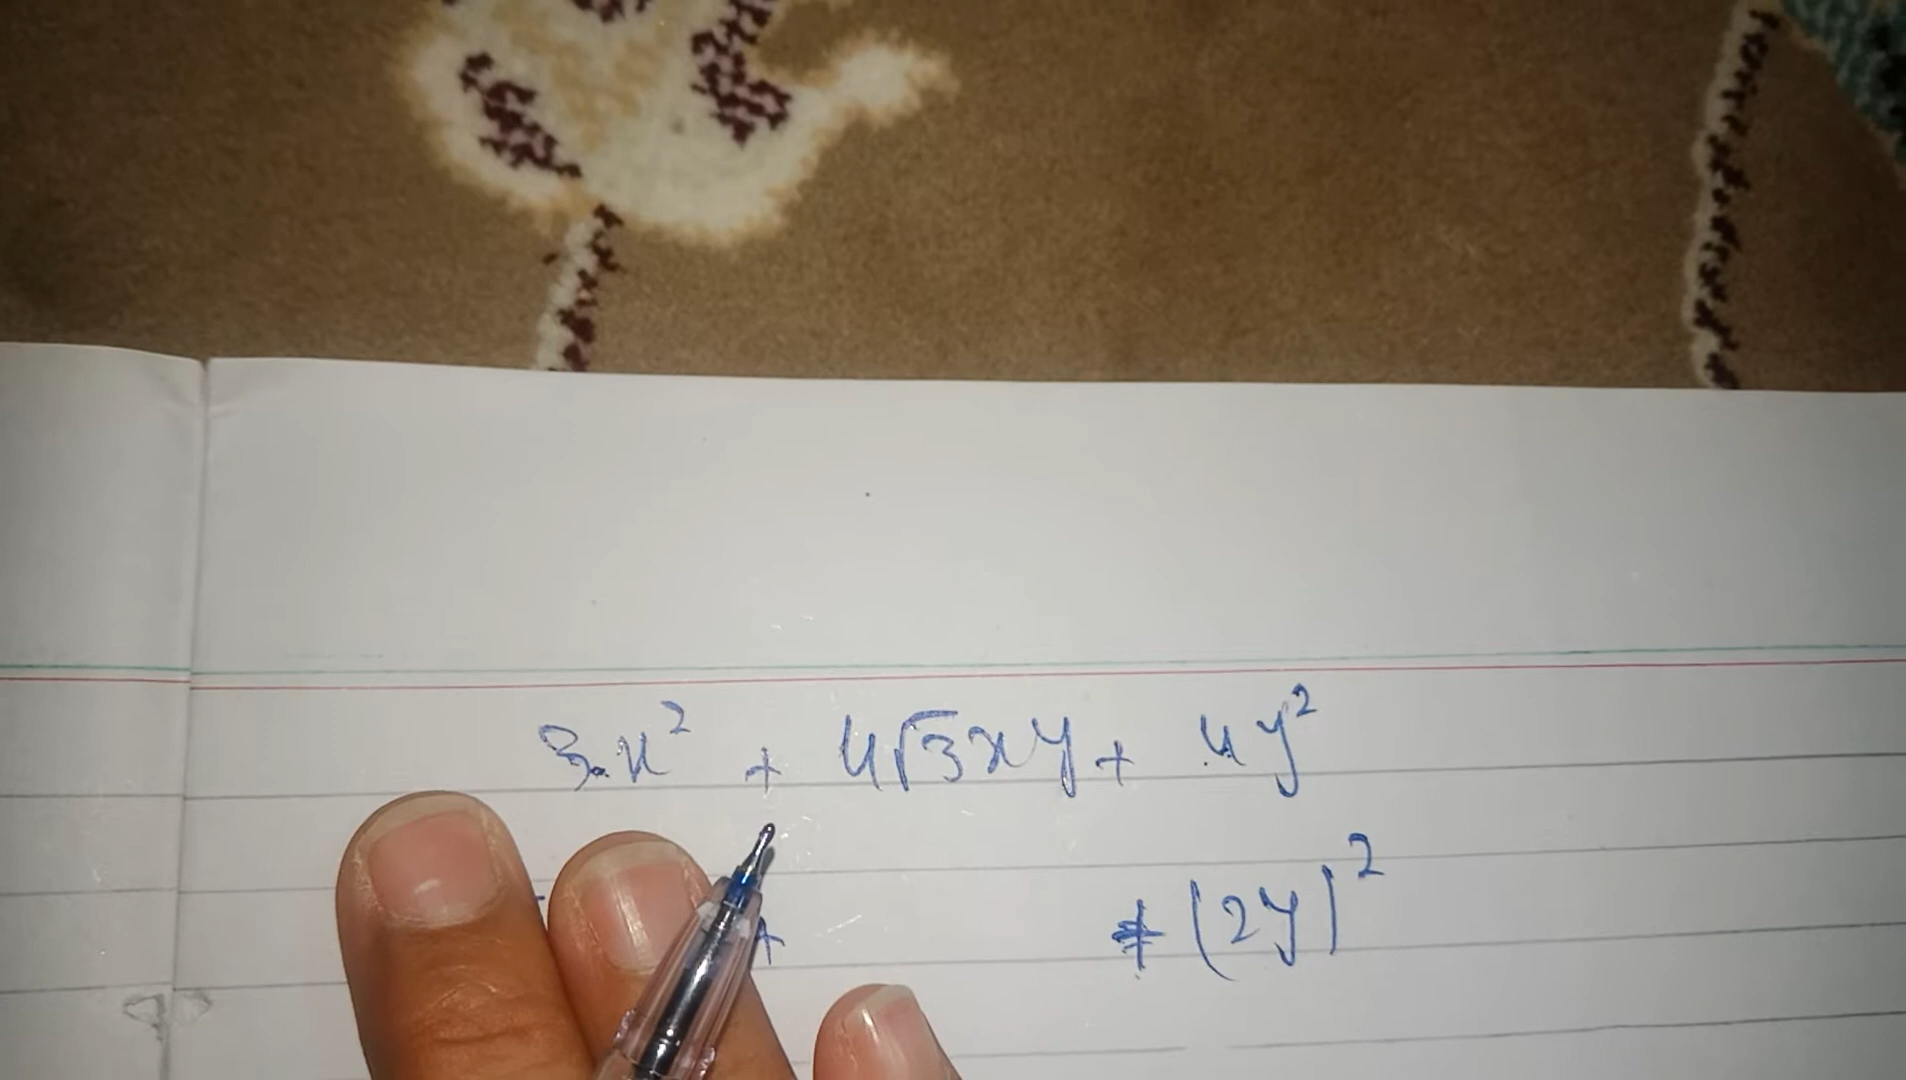 3x² + 4√3xy + 4y²
+ + (2y)²